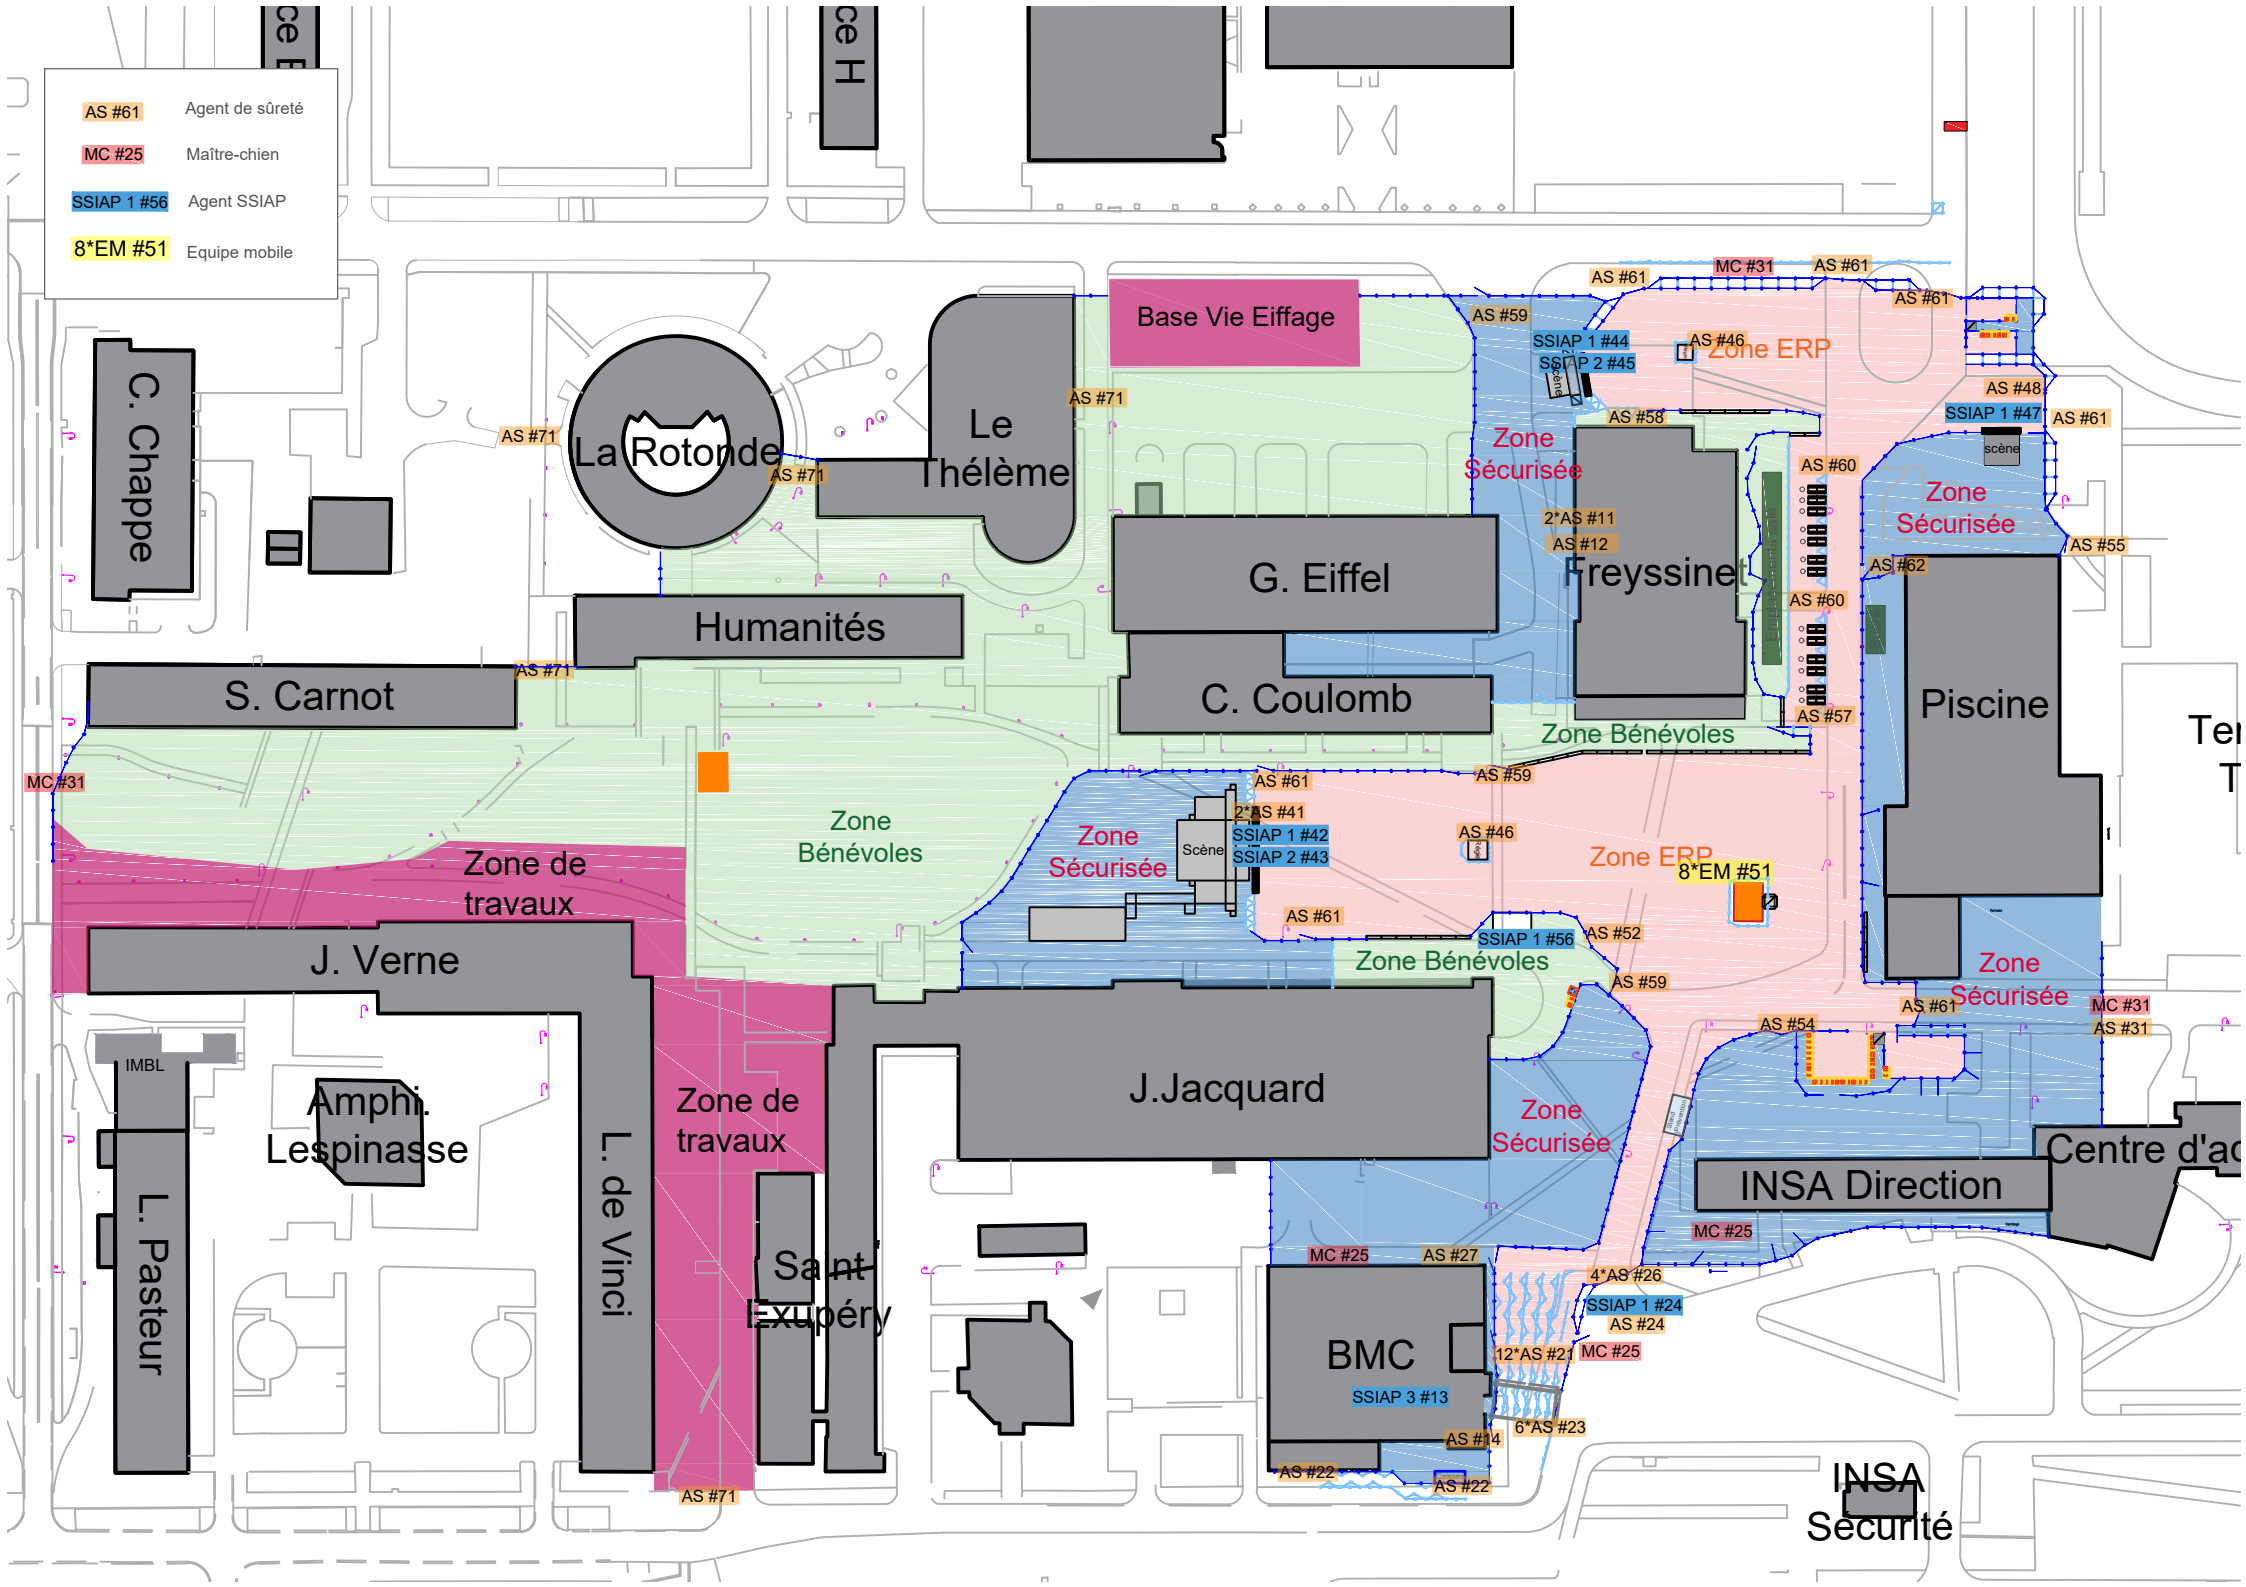 ce E
ce H
AS #61 Agent de sûreté
MC #25 Maître-chien
SSIAP 1 #56 Agent SSIAP
8*EM #51 Equipe mobile
MC #31
AS #61
AS #61
AS #61
Base Vie Eiffage
AS #59
SSIAP 1 #44
SSIAP 2 #45
scène
AS #46
Zone ERP
AS #48
SSIAP 1 #47
AS #61
scène
C. Chappe
AS #71
La Rotonde
AS #71
Le
Thélème
AS #71
AS #58
Zone
Sécurisée
AS #60
Zone
Sécurisée
2*AS #11
AS #12
AS #55
AS #62
G. Eiffel
Freyssinet
AS #60
Humanités
AS #71
S. Carnot
C. Coulomb
Piscine
AS #57
Zone Bénévoles
Ter
T
MC #31
AS #61
AS #59
2*AS #41
SSIAP 1 #42
SSIAP 2 #43
Scène
Zone
Bénévoles
Zone
Sécurisée
AS #46
Régie
Zone ERP
8*EM #51
Zone de
travaux
AS #61
SSIAP 1 #56
AS #52
J. Verne
Zone Bénévoles
AS #59
Zone
Sécurisée
AS #61
MC #31
AS #31
AS #54
IMBL
Amphi.
Lespinasse
Zone de
travaux
J.Jacquard
Zone
Sécurisée
Stand
Prévention
Centre d'ac
INSA Direction
L. Pasteur
L. de Vinci
Saint
Exupéry
MC #25
AS #27
MC #25
4*AS #26
SSIAP 1 #24
AS #24
BMC
12*AS #21
MC #25
SSIAP 3 #13
6*AS #23
AS #14
AS #22
AS #22
AS #71
INSA
Sécurité